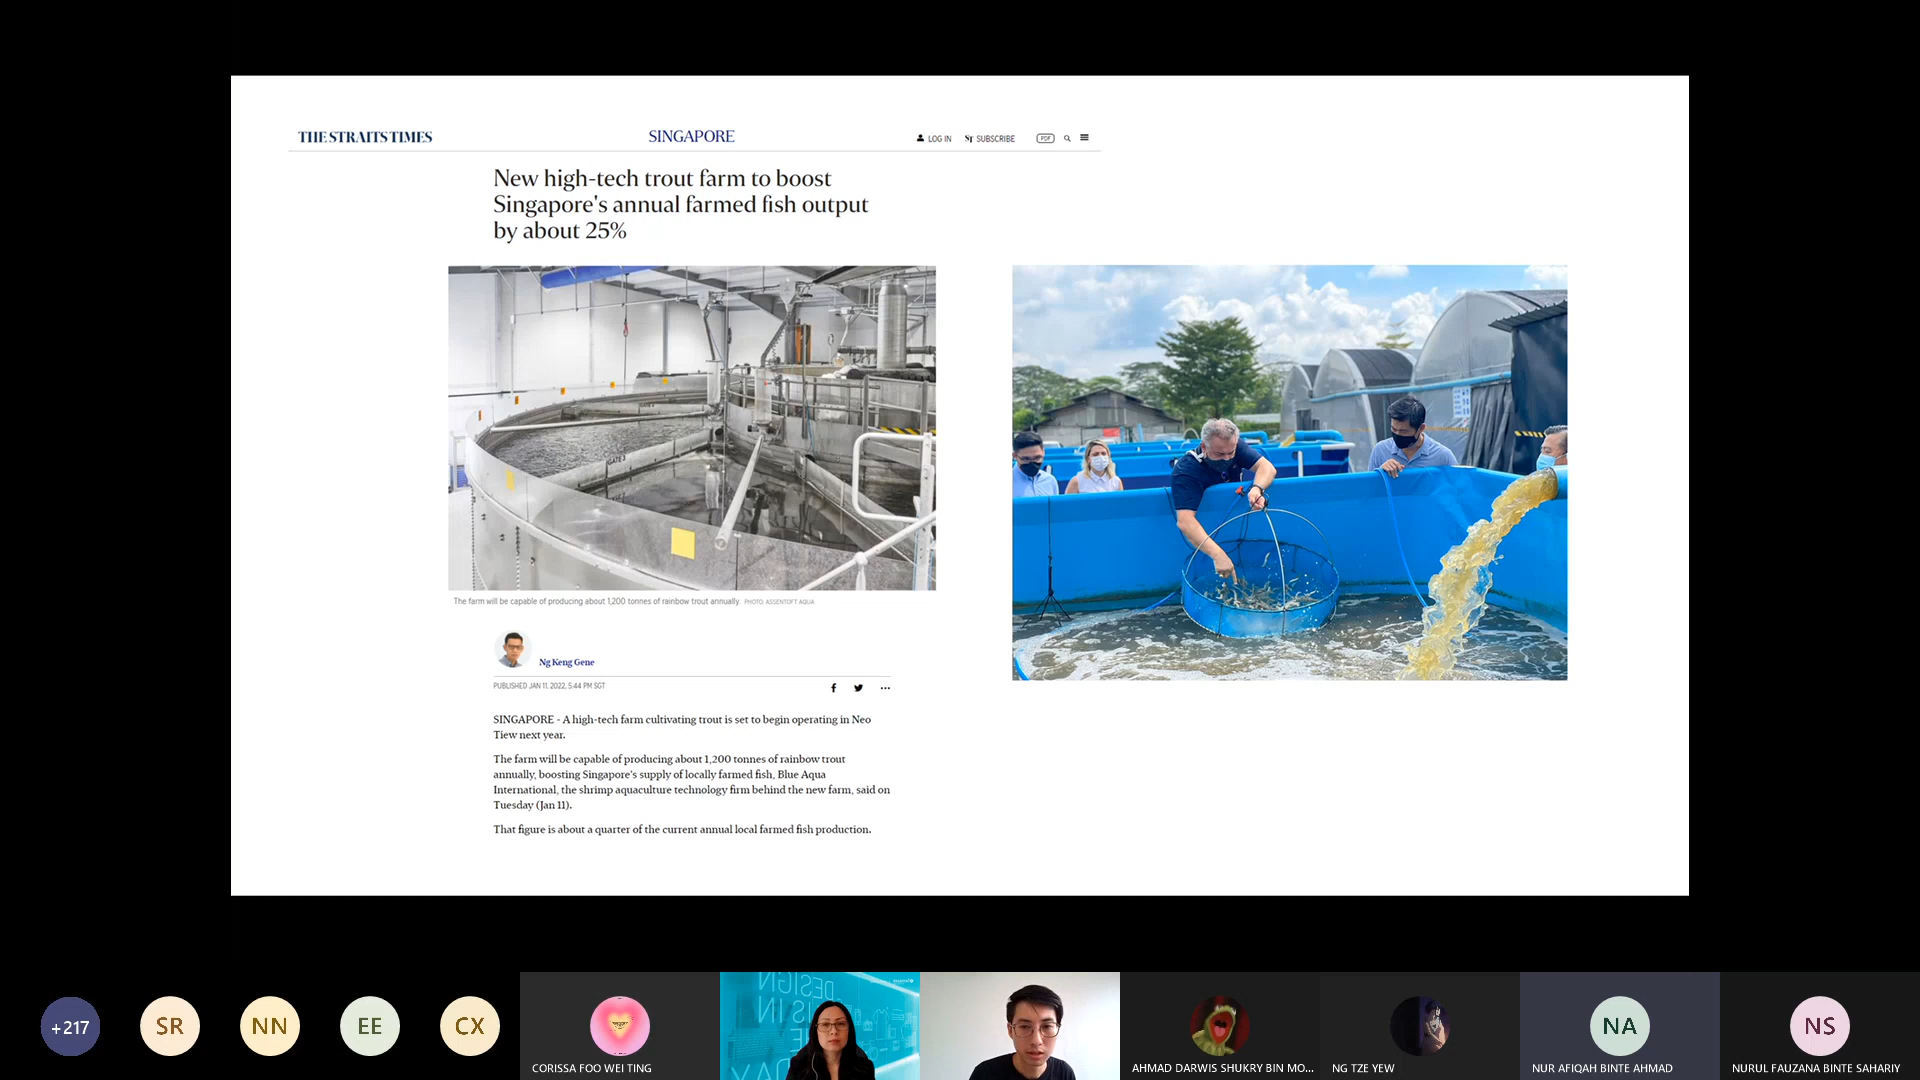 THE STRAITS TIMES
SINGAPORE
LOG IN
ST SUBSCRIBE
PDF
New high-tech trout farm to boost
Singapore's annual farmed fish output
by about 25%
The farm will be capable of producing about 1,200 tonnes of rainbow trout annually. PHOTO: ASSENTOFT AQUA
Ng Keng Gene
PUBLISHED JAN 11, 2022, 5:44 PM SGT
SINGAPORE - A high-tech farm cultivating trout is set to begin operating in Neo
Tiew next year.
The farm will be capable of producing about 1,200 tonnes of rainbow trout
annually, boosting Singapore's supply of locally farmed fish, Blue Aqua
International, the shrimp aquaculture technology firm behind the new farm, said on
Tuesday (Jan 11).
That figure is about a quarter of the current annual local farmed fish production.
+217
SR
NN
EE
CX
CORISSA FOO WEI TING
DESIGN
AHMAD DARWIS SHUKRY BIN MO...
NG TZE YEW
NA
NUR AFIQAH BINTE AHMAD
NS
NURUL FAUZANA BINTE SAHARIY